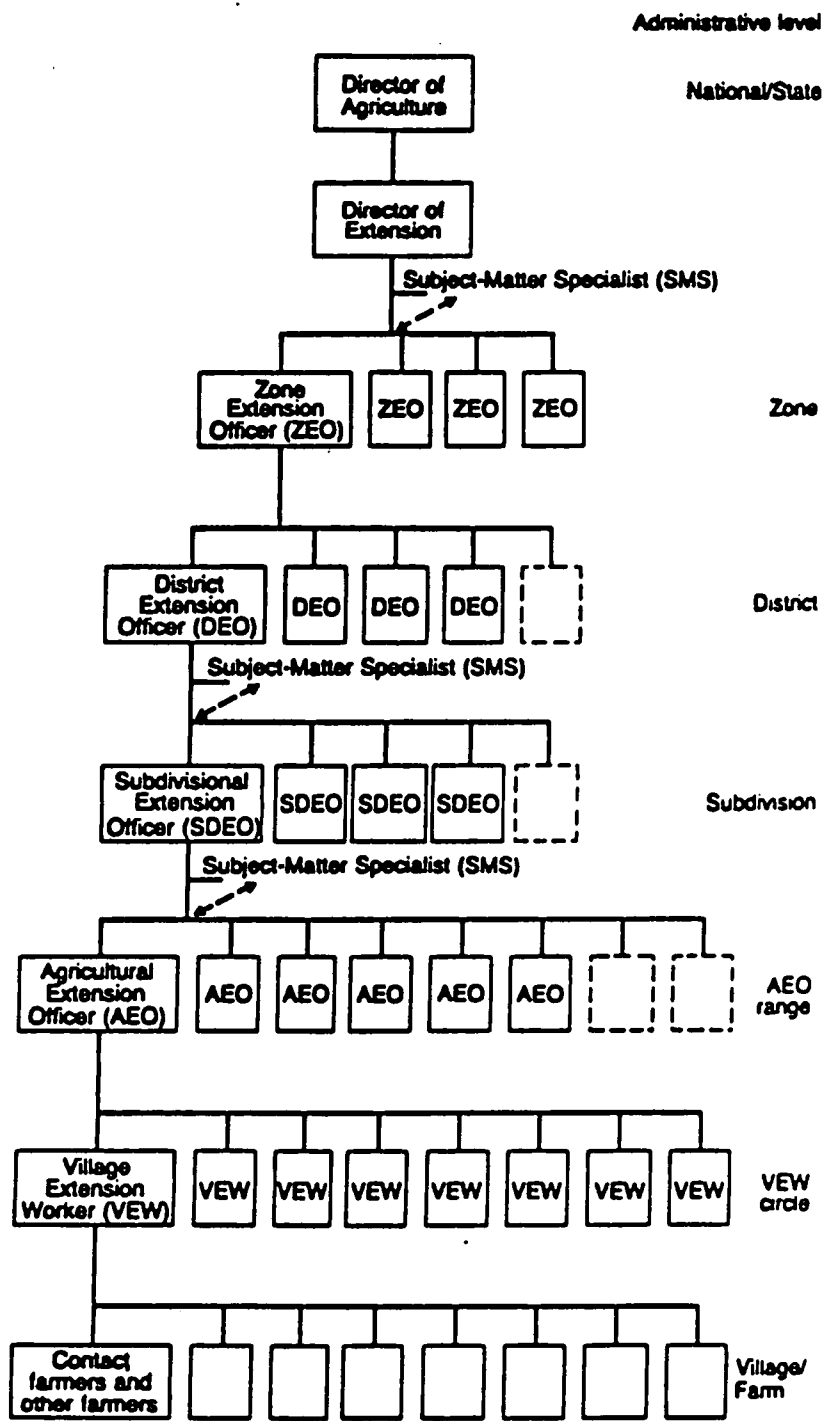 Administrative level
Director of
Agriculture
National/State
Director of
Extension
Subject-Matter Specialist (SMS)
Zone
Extension
Officer (ZEO)
ZEO
ZEO
ZEO
Zone
District
Extension
Officer (DEO)
DEO
DEO
DEO
District
Subject-Matter Specialist (SMS)
Subdivisional
Extension
Officer (SDEO)
SDEO
SDEO
SDEO
Subdivision
Subject-Matter Specialist (SMS)
Agricultural
Extension
Officer (AEO)
AEO
AEO
AEO
AEO
AEO
AEO
range
Village
Extension
Worker (VEW)
VEW
VEW
VEW
VEW
VEW
VEW
VEW
VEW
circle
Contact
farmers and
other farmers
Village/
Farm